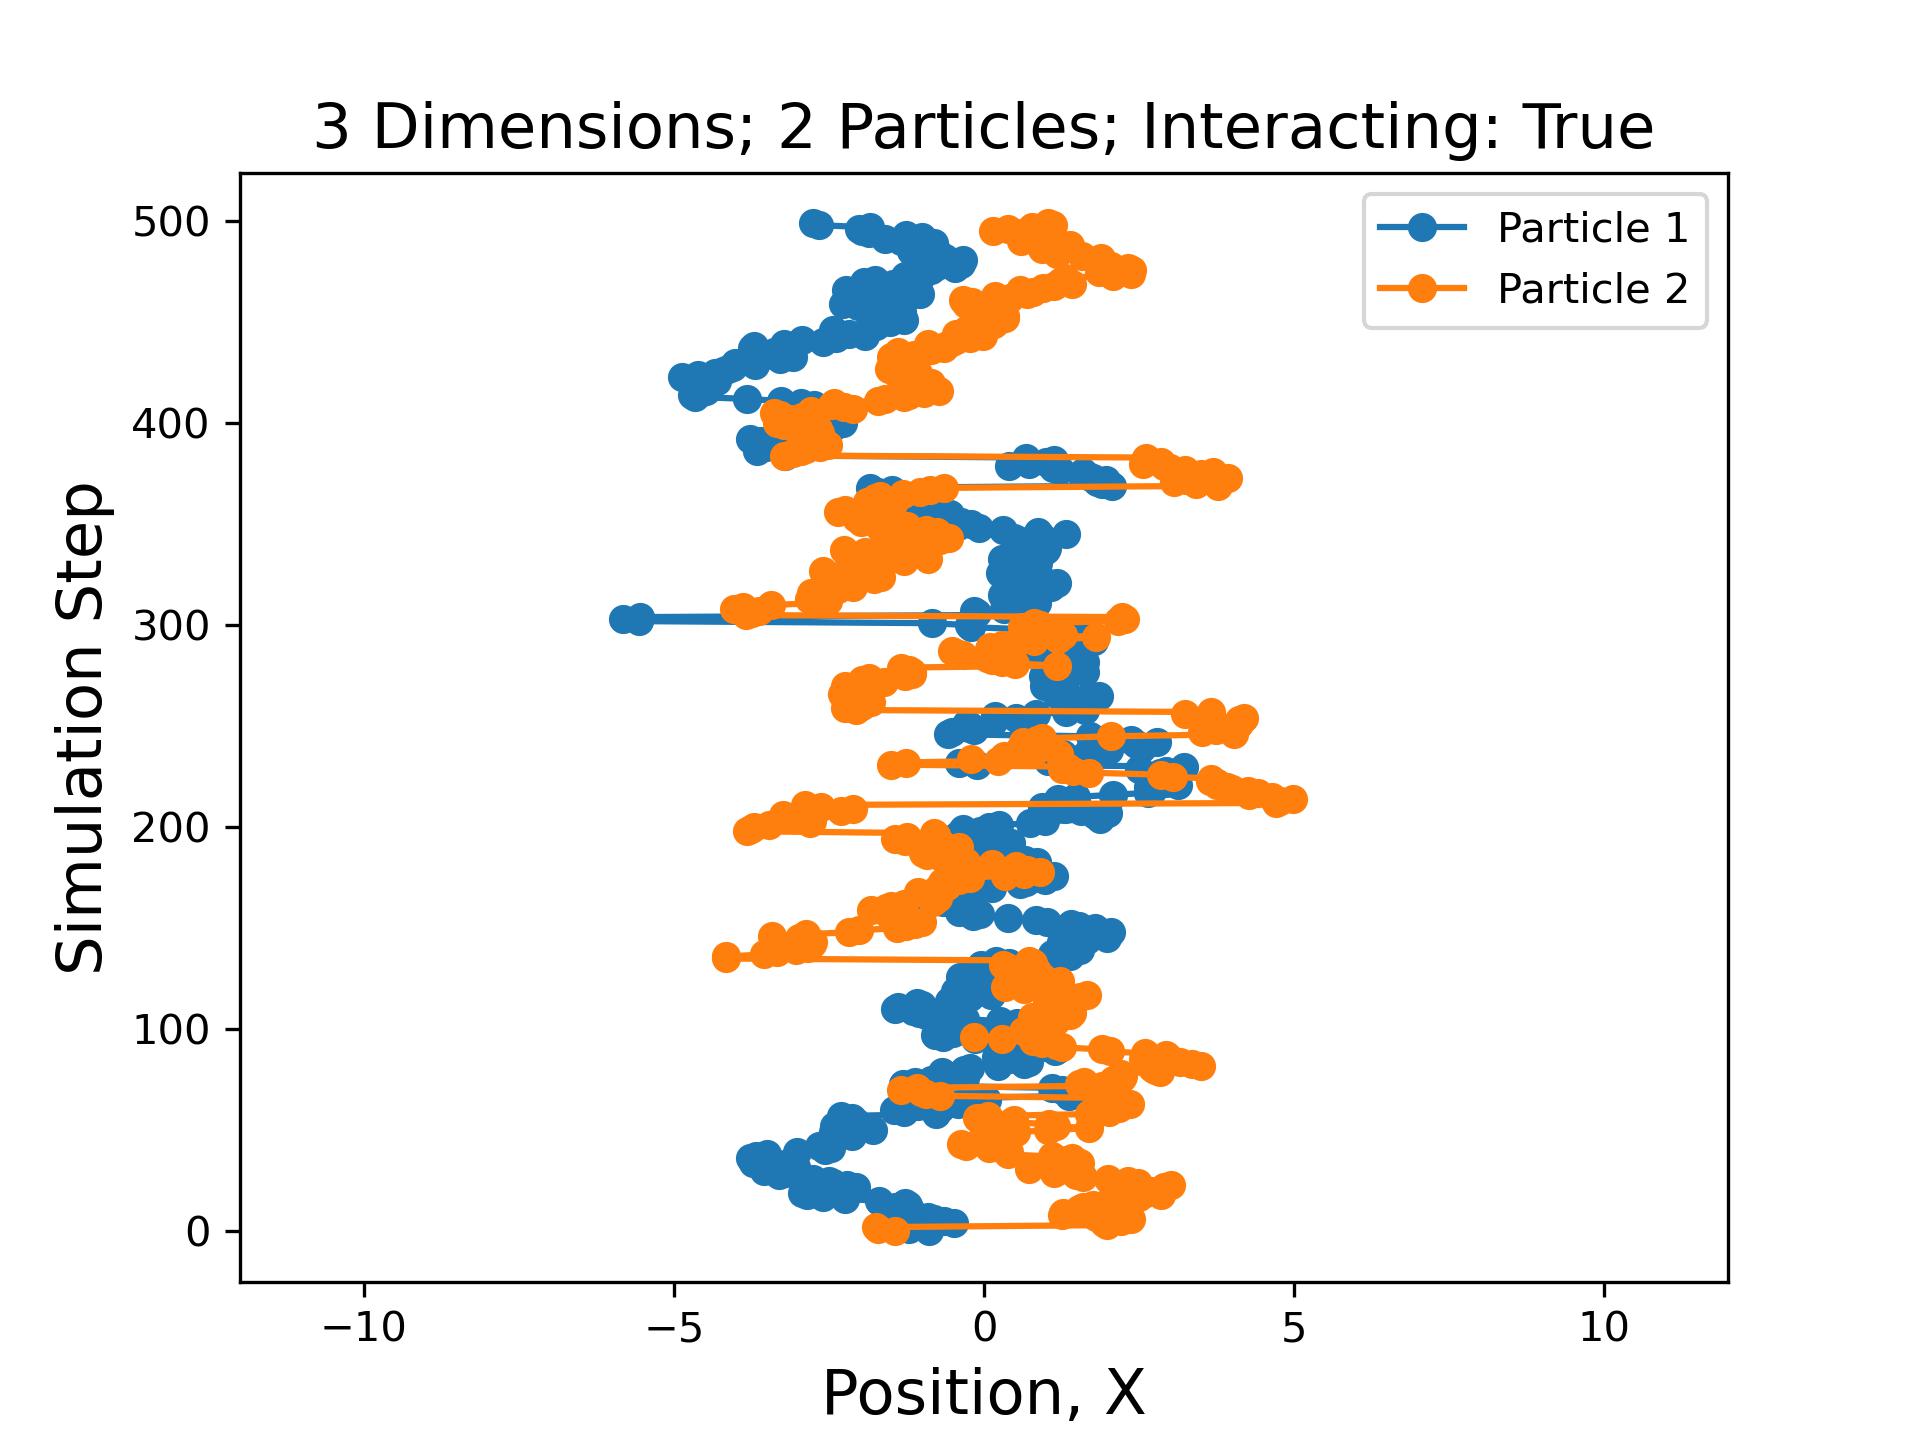 3 Dimensions; 2 Particles; Interacting: True
Particle 1
Particle 2
Simulation Step
500
400
300
200
100
0
−10
−5
0
5
10
Position, X